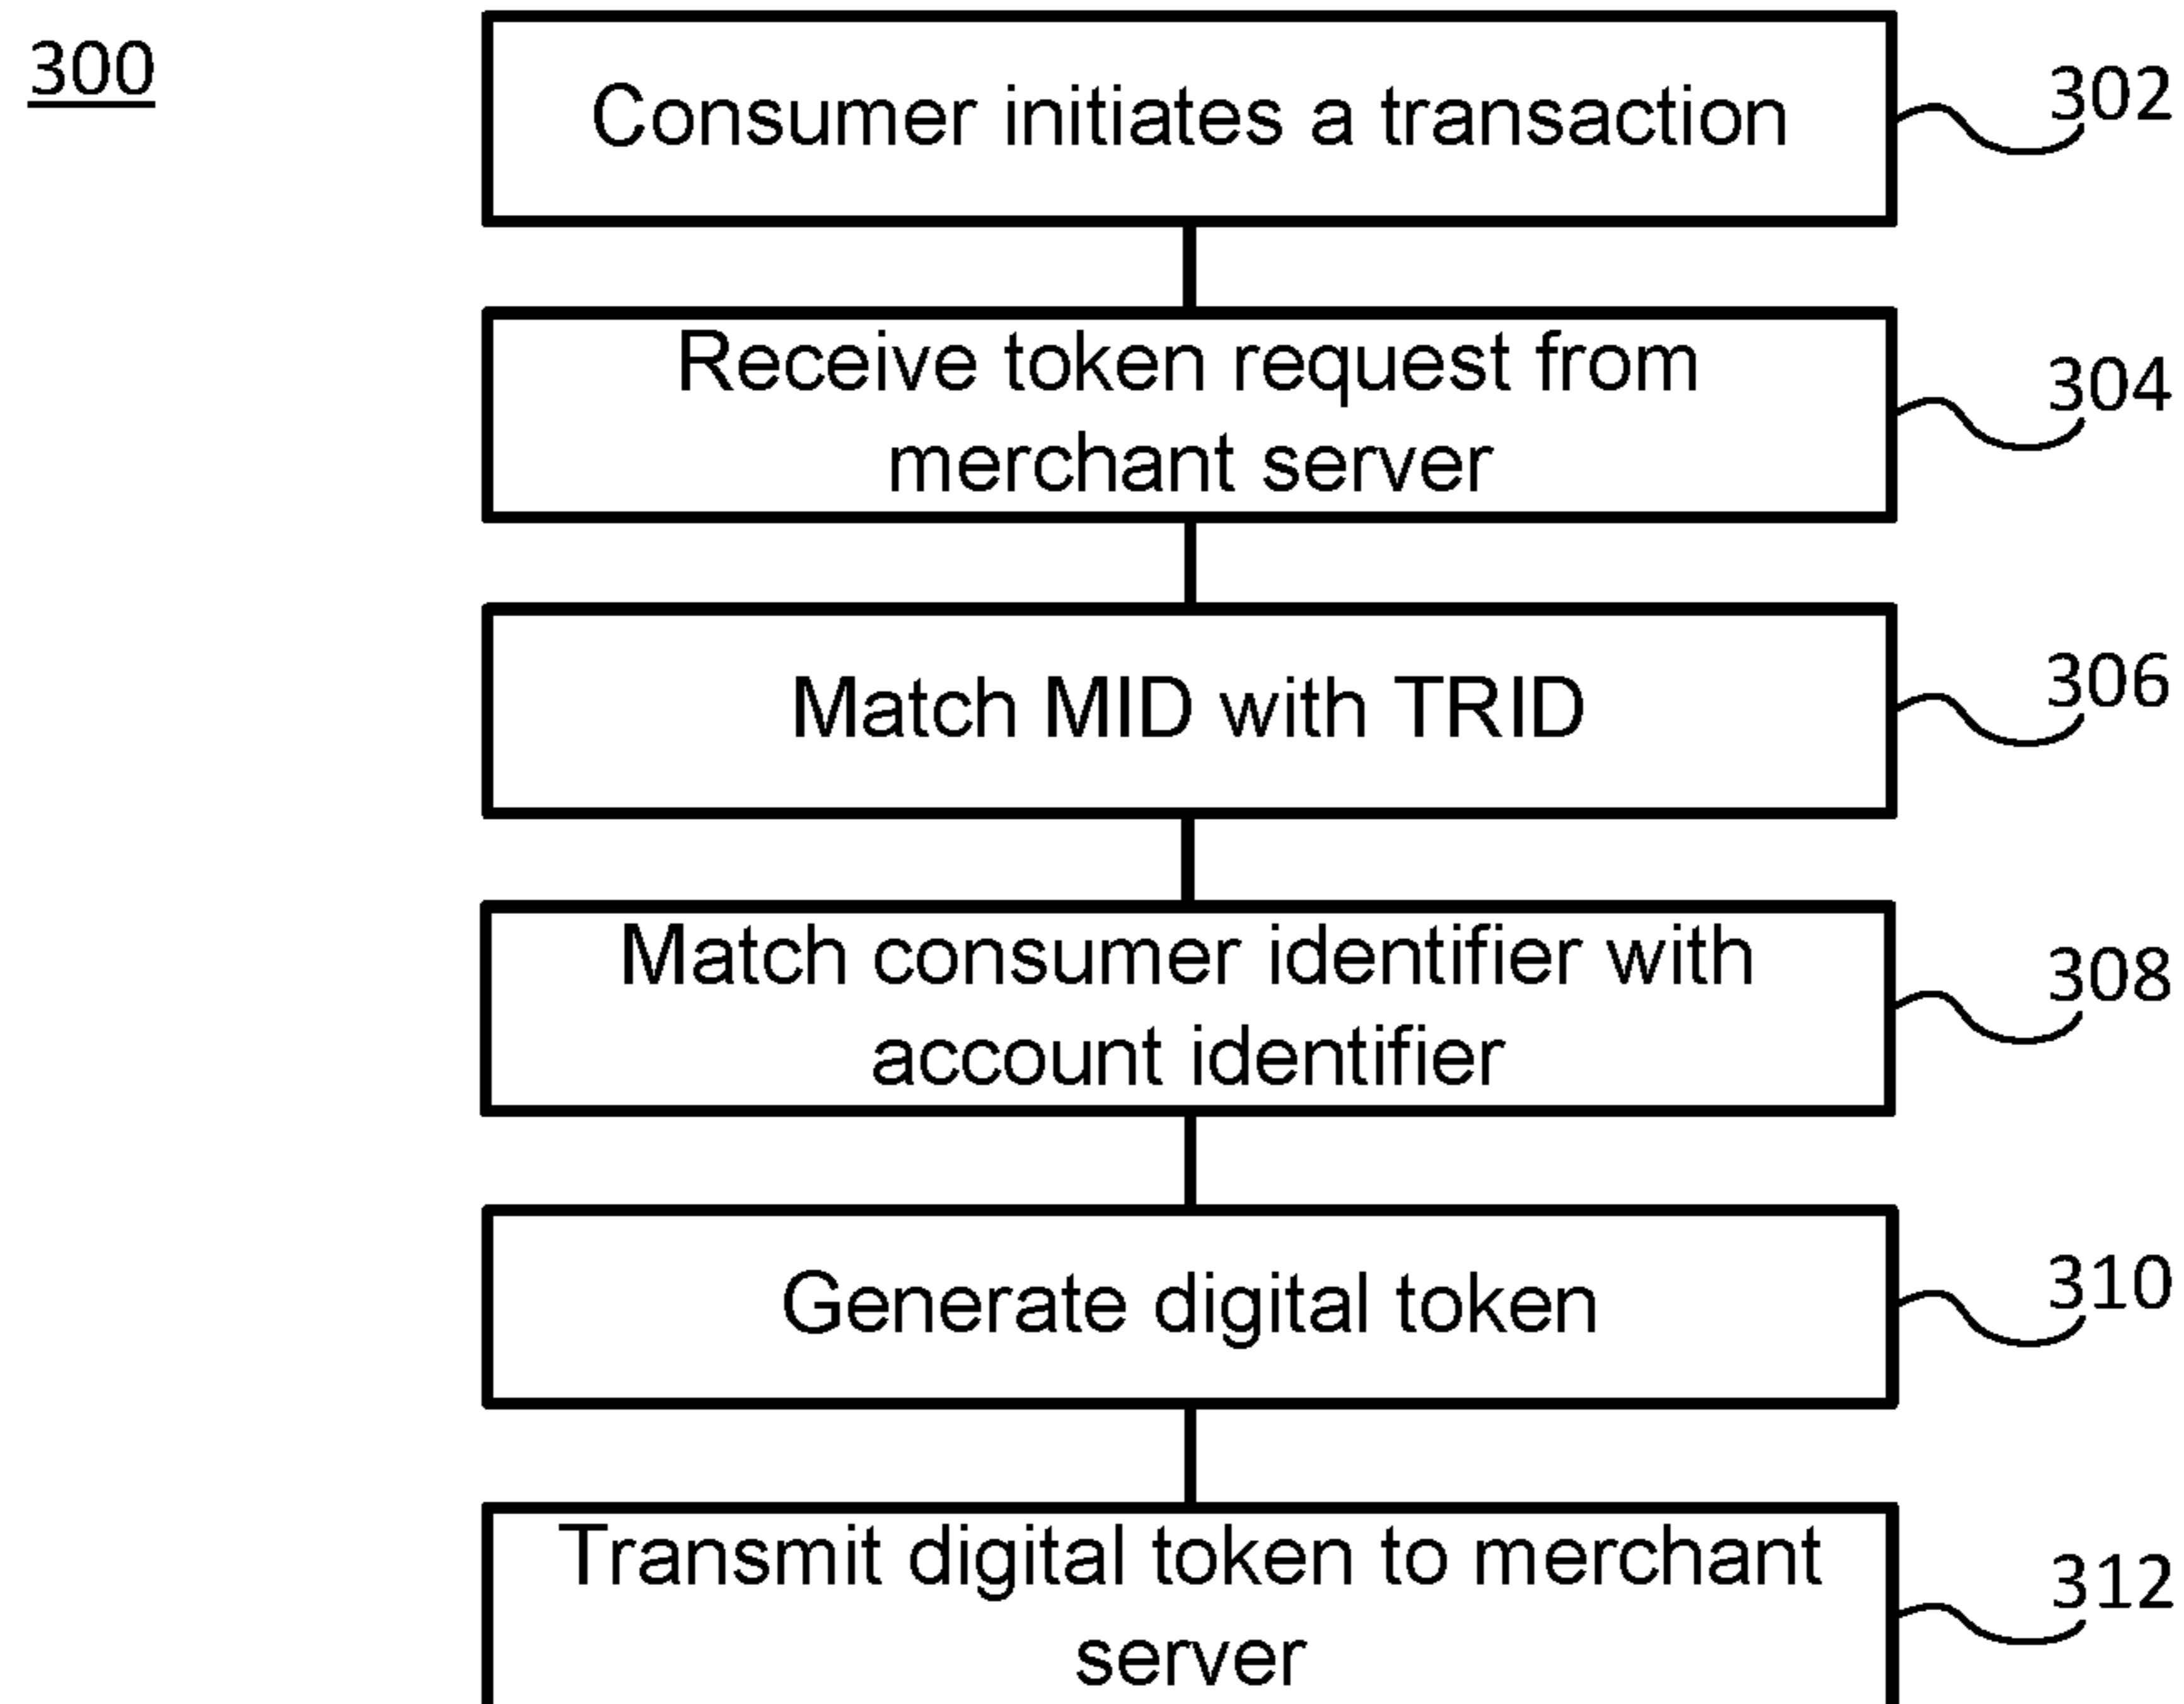 300
Consumer initiates a transaction
302
Receive token request from
merchant server
304
Match MID with TRID
306
Match consumer identifier with
account identifier
308
Generate digital token
310
Transmit digital token to merchant
server
312